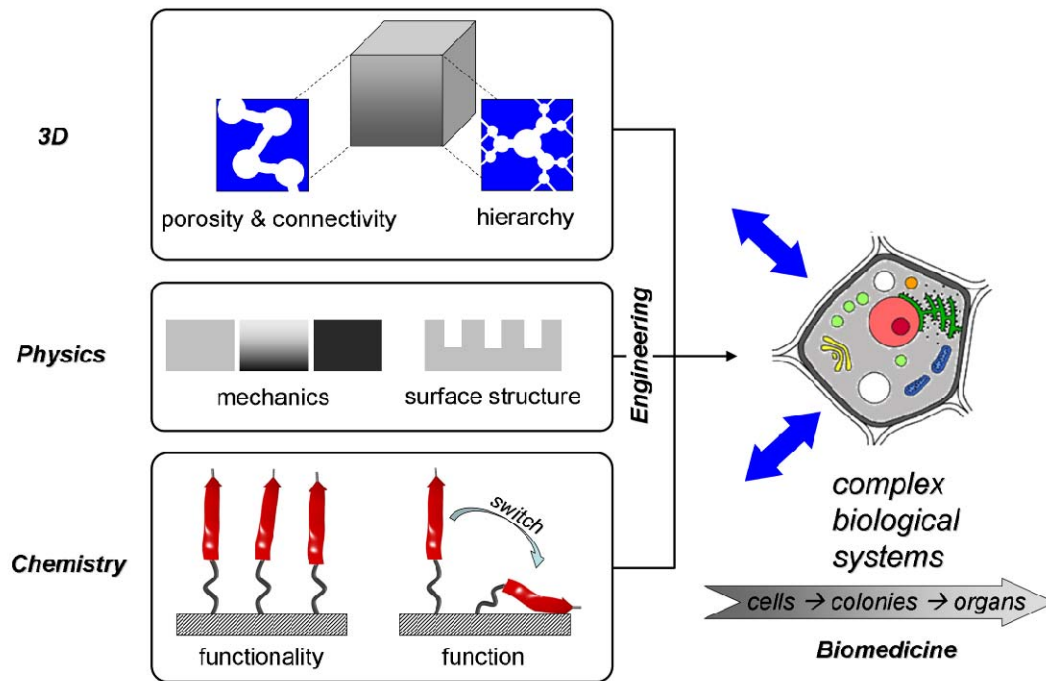 3D
porosity & connectivity
hierarchy
Physics
mechanics
surface structure
Chemistry
switch
functionality
function
Engineering
complex
biological
systems
cells → colonies → organs
Biomedicine